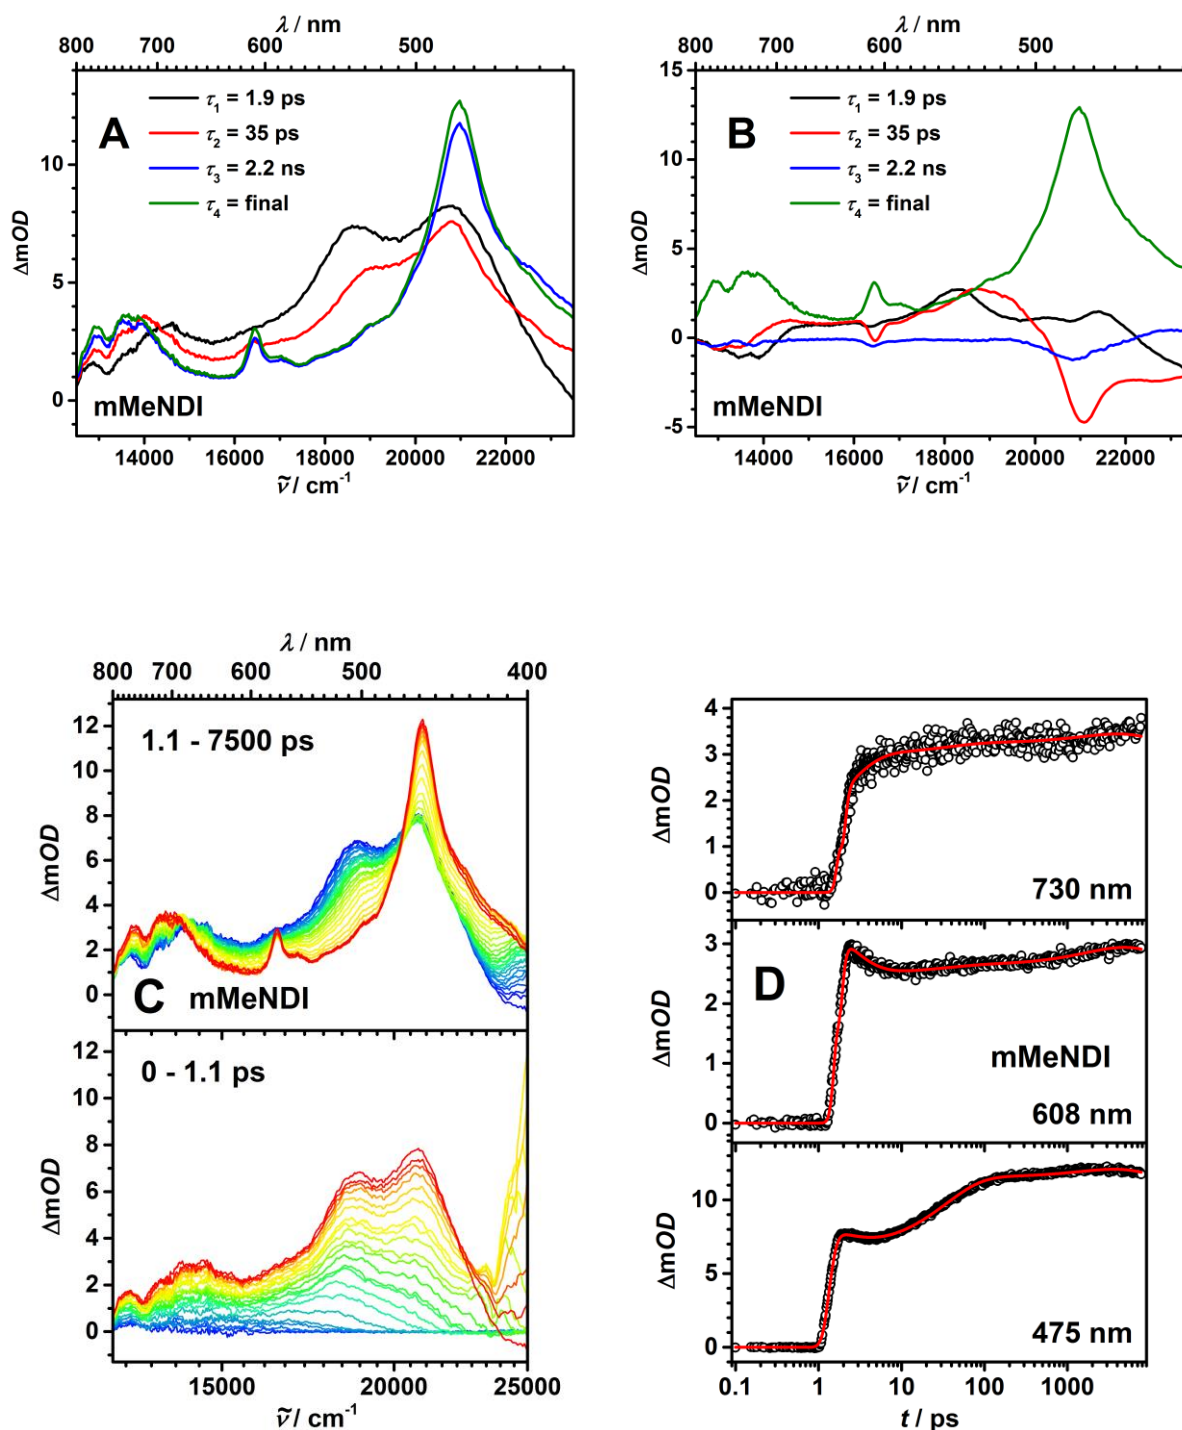 λ / nm
800 700 600 500
A
τ1 = 1.9 ps
τ2 = 35 ps
τ3 = 2.2 ns
τ4 = final
10
5
0
ΔmOD
mMeNDI
14000 16000 18000 20000 22000
ν̃ / cm-1
λ / nm
800 700 600 500
15
10
5
0
-5
τ1 = 1.9 ps
τ2 = 35 ps
τ3 = 2.2 ns
τ4 = final
B
ΔmOD
mMeNDI
14000 16000 18000 20000 22000
ν̃ / cm-1
λ / nm
800 700 600 500 400
12
10
8
6
4
2
0
ΔmOD
1.1 - 7500 ps
C mMeNDI
12
10
8
6
4
2
0
ΔmOD
0 - 1.1 ps
15000 20000 25000
ν̃ / cm-1
4
3
2
1
0
ΔmOD
730 nm
3
2
1
0
ΔmOD
D
mMeNDI
608 nm
10
5
0
ΔmOD
475 nm
0.1 1 10 100 1000
t / ps